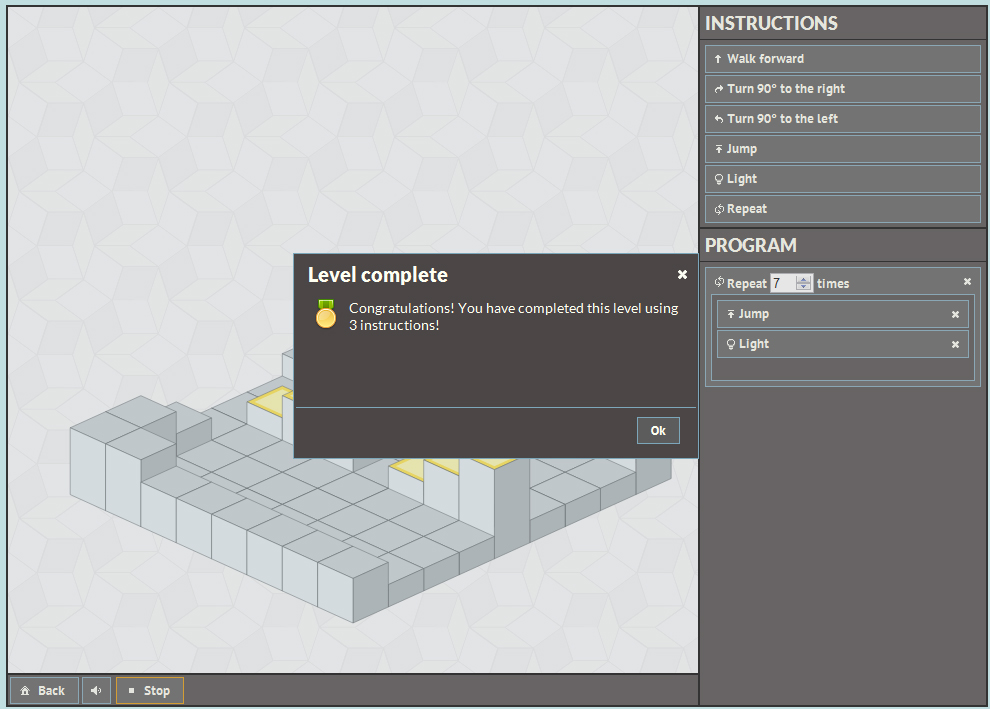 INSTRUCTIONS
Walk forward
Turn 90° to the right
Turn 90° to the left
Jump
Light
Repeat
PROGRAM
Repeat 7 times
Jump
Light
Level complete
Congratulations! You have completed this level using
3 instructions!
Ok
Back
Stop